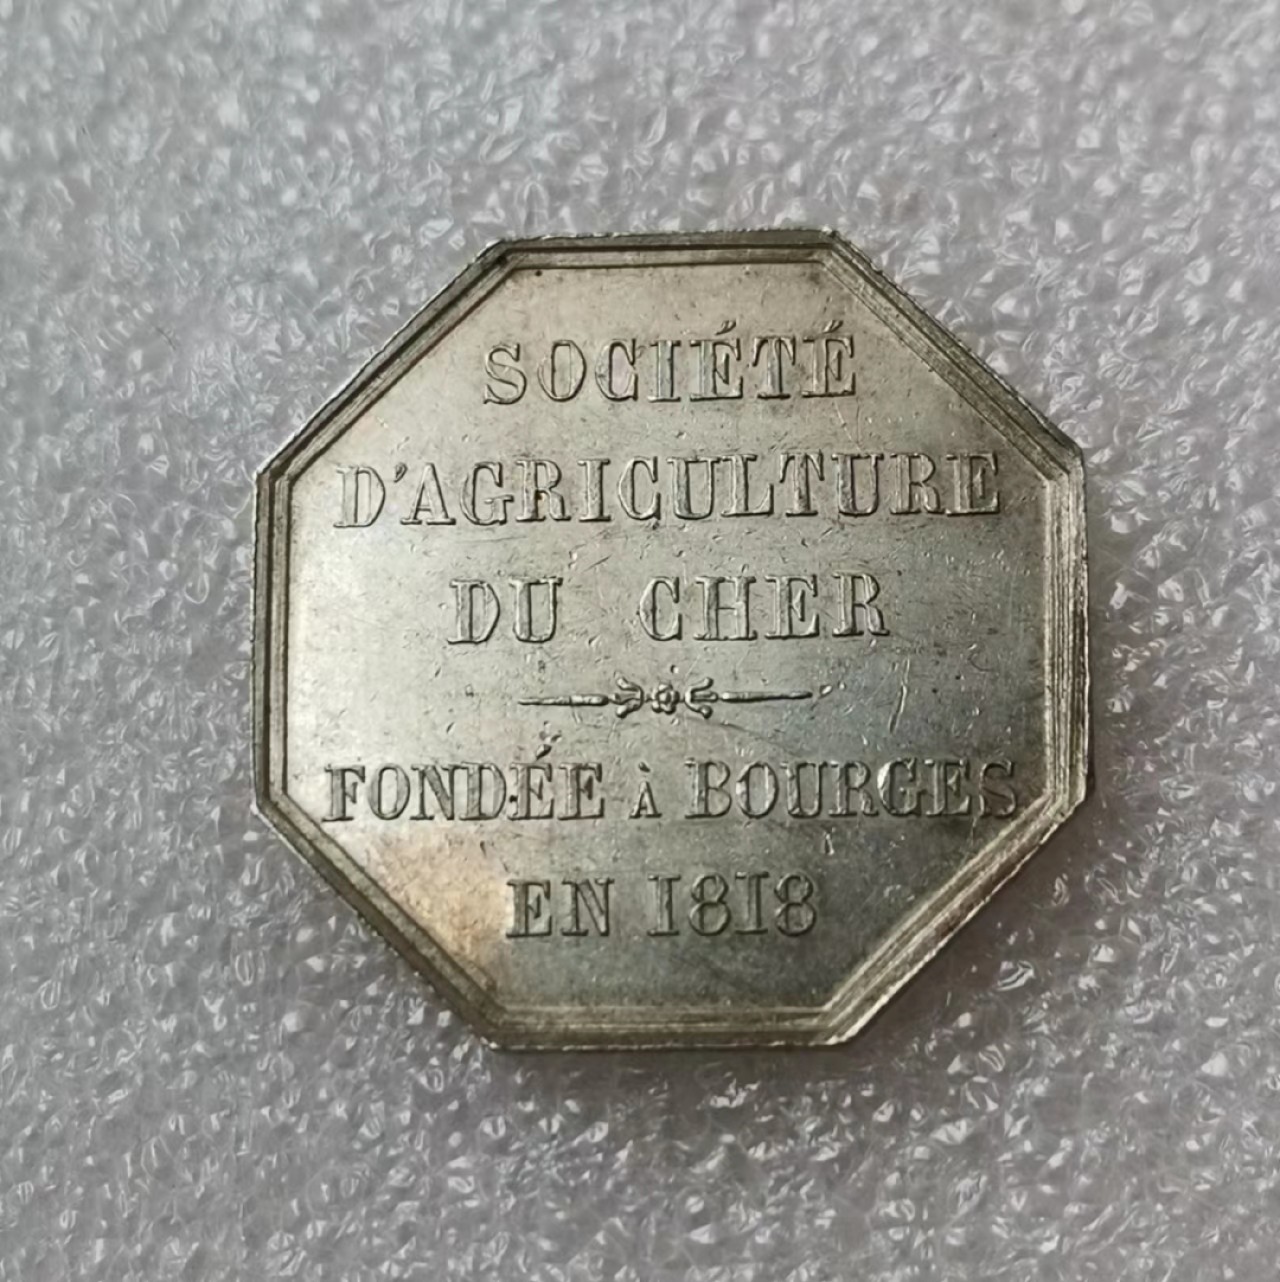 SOCIÉTÉ
D'AGRICULTURE
DU CHER
FONDÉE À BOURGES
EN 1818